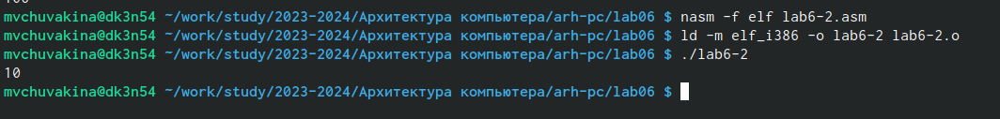 mvchuvakina@dk3n54 ~/work/study/2023-2024/Архитектура компьютера/arh-pc/lab06 $ nasm -f elf lab6-2.asm
mvchuvakina@dk3n54 ~/work/study/2023-2024/Архитектура компьютера/arh-pc/lab06 $ ld -m elf_i386 -o lab6-2 lab6-2.o
mvchuvakina@dk3n54 ~/work/study/2023-2024/Архитектура компьютера/arh-pc/lab06 $ ./lab6-2
10
mvchuvakina@dk3n54 ~/work/study/2023-2024/Архитектура компьютера/arh-pc/lab06 $